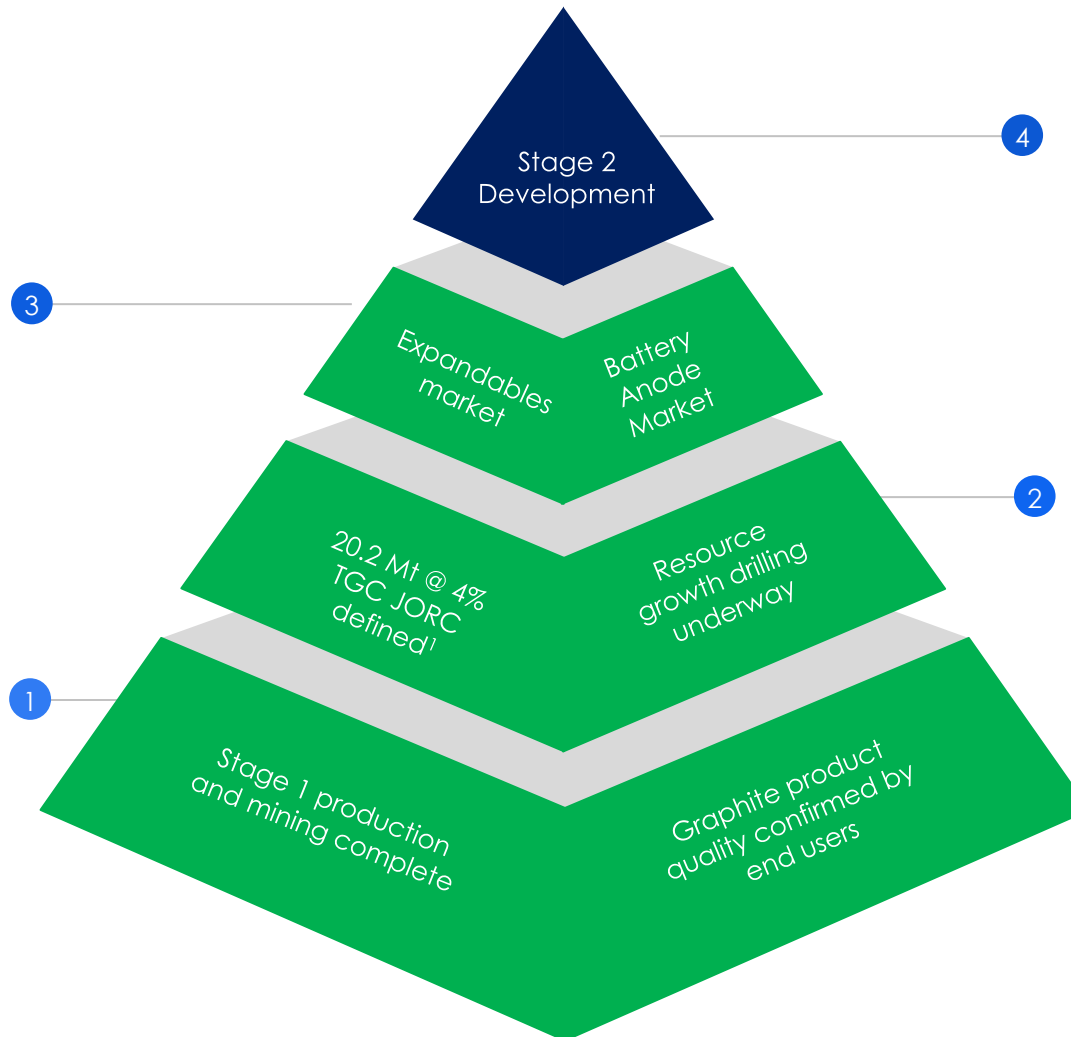 Stage 2
Development
4
3
Expandables
market
Battery
Anode
Market
20.2 Mt @ 4%
TGC JORC
defined¹
Resource
growth drilling
underway
2
1
Stage 1 production
and mining complete
Graphite product
quality confirmed by
end users